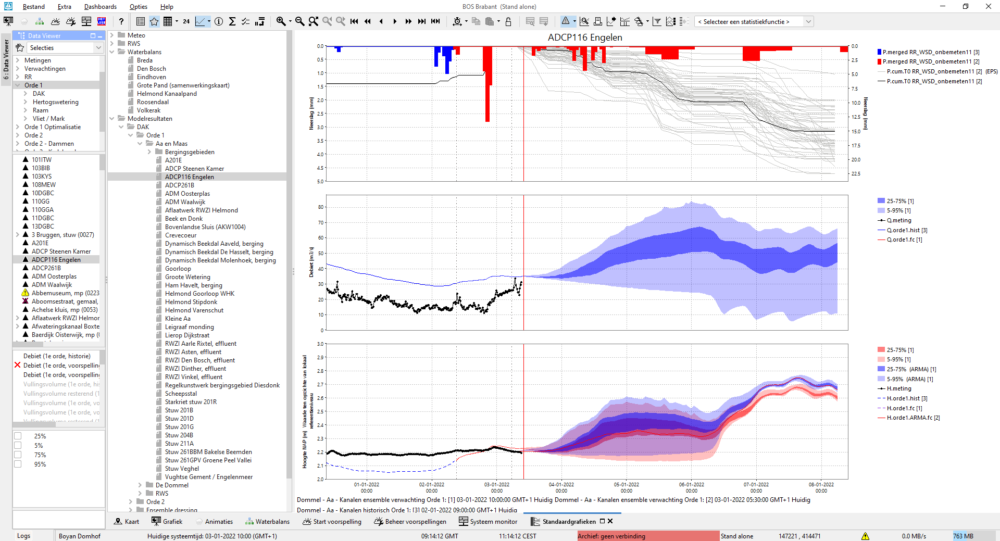 BOS Brabant (Stand alone)
Bestand Extra Dashboards Opties Help
HET WEER ? 24 < Selecteer een statistiekfunctie >
6 : Data Viewer
Data Viewer
Selecties
Metingen
Verwachtingen
RR
Orde 1
DAK
Hertogswetering
Raam
Vliet / Mark
Orde 1 Optimalisatie
Orde 2
Orde 2 - Dammen
101ITW
103BIB
103KYS
108MEW
10DGBC
110GG
110GGA
11DGBC
13DGBC
3 Bruggen, stuw (0027)
A201E
ADCP Steenen Kamer
ADCP116 Engelen
ADCP261B
ADM Oosterplas
ADM Waalwijk
Abbemuseum, mp (0223
Aboomsestraat, gemaal,
Achelse kluis, mp (0053)
Aflaatwerk RWZI Helmor
Afwateringskanaal Boxte
Baerdijk Oisterwijk, mp (
Debiet (1e orde, historie)
Debiet (1e orde, voorspelling
Debiet (1e orde, voorspelling
Vullingsvolume (1e orde, his
Vullingsvolume resterend (1
Vullingsvolume (1e orde, vo
Vullingsvolume (1e orde, vo
Vullingsvolume resterend (1
25%
5%
75%
95%
Meteo
RWS
Waterbalans
Breda
Den Bosch
Eindhoven
Grote Pand (samenwerkingskaart)
Helmond Kanaalpand
Roosendaal
Volkerak
Modelresultaten
DAK
Orde 1
Aa en Maas
Bergingsgebieden
A201E
ADCP Steenen Kamer
ADCP116 Engelen
ADCP261B
ADM Oosterplas
ADM Waalwijk
Aflaatwerk RWZI Helmond
Beek en Donk
Bovenlandse Sluis (AKW1004)
Crevecoeur
Dynamisch Beekdal Aaveld, berging
Dynamisch Beekdal De Hasselt, berging
Dynamisch Beekdal Molenhoek, berging
Goorloop
Groote Wetering
Ham Havelt, berging
Helmond Goorloop WHK
Helmond Stipdonk
Helmond Varenschut
Kleine Aa
Leigraaf monding
Lierop Dijkstraat
RWZI Aarle Rixtel, effluent
RWZI Asten, effluent
RWZI Den Bosch, effluent
RWZI Dinther, effluent
RWZI Vinkel, effluent
Regelkunstwerk bergingsgebied Diesdonk
Scheepsstal
Starkriet stuw 201R
Stuw 201B
Stuw 201D
Stuw 201G
Stuw 204B
Stuw 211A
Stuw 261BBM Bakelse Beemden
Stuw 261GPV Groene Peel Vallei
Stuw Veghel
Vughtse Gement / Engelenmeer
De Dommel
RWS
Orde 2
Ensemble dressing
ADCP116 Engelen
Neerslag (mm)
0.0
0.5
1.0
1.5
2.0
2.5
3.0
3.5
4.0
4.5
5.0
0.0
2.5
5.0
7.5
10.0
12.5
15.0
17.5
20.0
22.5
Neerslag (mm)
P.merged RR_WSD_onbemeten11 [3]
P.merged RR_WSD_onbemeten11 [2]
P.cum.T0 RR_WSD_onbemeten11 [2] (EPS)
P.cum.T0 RR_WSD_onbemeten11 [2]
Debiet (m3/s)
80
70
60
50
40
30
20
10
0
25-75% [1]
5-95% [1]
Q.meting
Q.orde1.hist [3]
Q.orde1.fc [1]
Hoogte NAP (m) Waarde ten opzichte van lokaal
referentieniveau
3.0
2.9
2.8
2.7
2.6
2.5
2.4
2.3
2.2
2.1
2.0
25-75% [1]
5-95% [1]
25-75% (ARMA) [1]
5-95% (ARMA) [1]
H.meting
H.orde1.hist [3]
H.orde1.fc [1]
H.orde1.ARMA.fc [2]
01-01-2022 02-01-2022 03-01-2022 04-01-2022 05-01-2022 06-01-2022 07-01-2022 08-01-2022
00:00 00:00 00:00 00:00 00:00 00:00 00:00 00:00
Dommel - Aa - Kanalen ensemble verwachting Orde 1: [1] 03-01-2022 10:00:00 GMT+1 Huidig Dommel - Aa - Kanalen ensemble verwachting Orde 1: [2] 03-01-2022 05:30:00 GMT+1 Huidig
Dommel - Aa - Kanalen historisch Orde 1: [3] 02-01-2022 09:00:00 GMT+1 Huidig
Kaart Grafiek Animaties Waterbalans Start voorspelling Beheer voorspellingen Systeem monitor Standaardgrafieken
Logs Boyan Domhof Huidige systeemtijd: 03-01-2022 10:00 (GMT+1) 09:14:12 GMT 11:14:12 CEST Archief: geen verbinding Stand alone 147221 , 414471 0.0 MB/s 763 MB